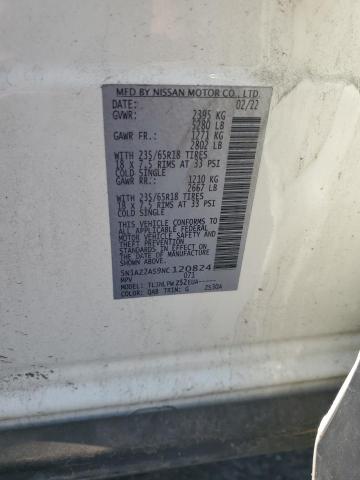 MFD BY NISSAN MOTOR CO., LTD.
DATE: 02/22
GVWR: 2395 KG
5280 LB
GAWR FR.: 1271 KG
2802 LB
WITH 235/65R18 TIRES
18 X 7.5 RIMS AT 33 PSI
COLD SINGLE
GAWR RR.: 1210 KG
2667 LB
WITH 235/65R18 TIRES
18 X 7.5 RIMS AT 33 PSI
COLD SINGLE
THIS VEHICLE CONFORMS TO ALL
APPLICABLE FEDERAL MOTOR
VEHICLE SAFETY STANDARDS IN
EFFECT ON THE DATE OF
MANUFACTURE SHOWN ABOVE.
5N1AZ2AS9NC120824
MPV 071
MODEL: TLJNLPWZ52EUA-----
COLOR: QAB TRIM: G Z530A